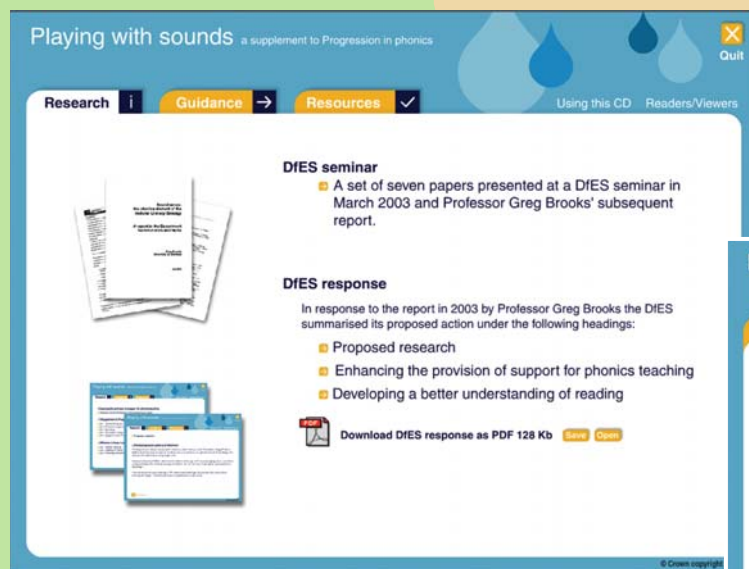 Playing with sounds a supplement to Progression in phonics
Quit
Research i Guidance Resources Using this CD Readers/Viewers
DfES seminar
A set of seven papers presented at a DfES seminar in
March 2003 and Professor Greg Brooks' subsequent
report.
DfES response
In response to the report in 2003 by Professor Greg Brooks the DfES
summarised its proposed action under the following headings:
Proposed research
Enhancing the provision of support for phonics teaching
Developing a better understanding of reading
PDF
Download DfES response as PDF 128 Kb Save Open
© Crown copyright